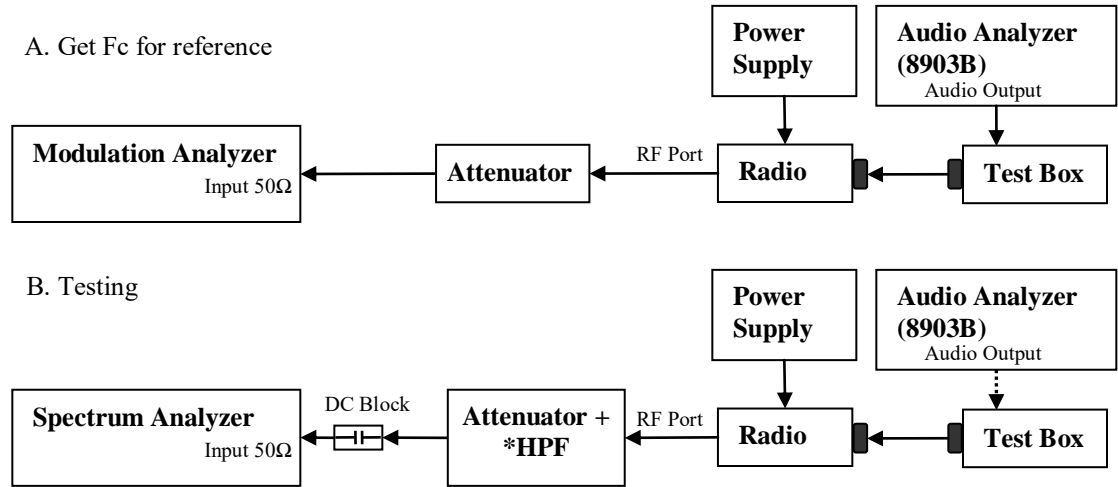 A. Get Fc for reference
Power
Supply
Audio Analyzer
(8903B)
Audio Output
Modulation Analyzer
Input 50Ω
Attenuator
RF Port
Radio
Test Box
B. Testing
Power
Supply
Audio Analyzer
(8903B)
Audio Output
Spectrum Analyzer
Input 50Ω
DC Block
Attenuator +
*HPF
RF Port
Radio
Test Box